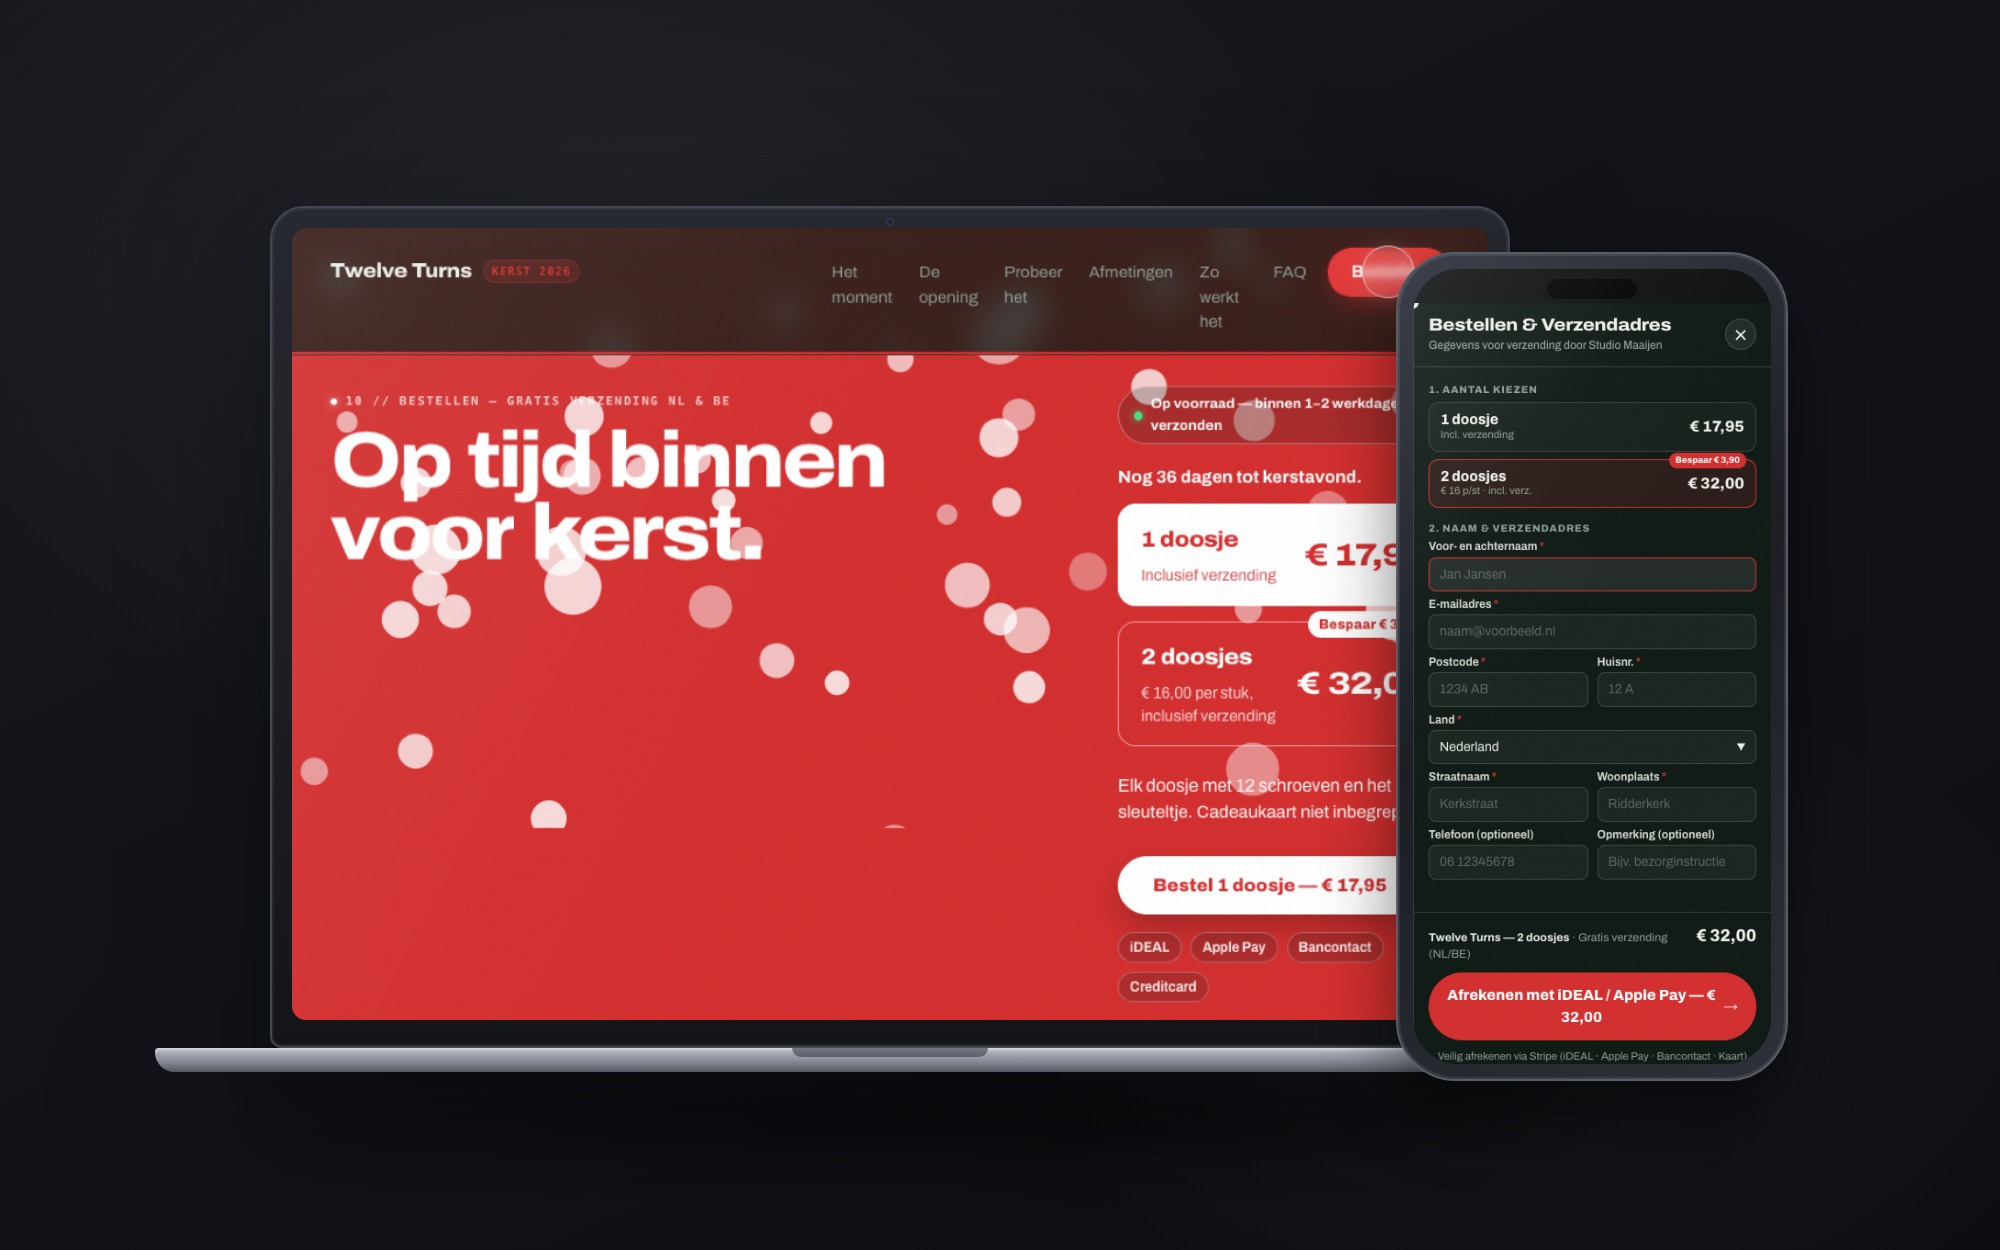 Twelve Turns KERST 2026
Het moment
De opening
Probeer het
Afmetingen
Zo werkt het
FAQ
10 // BESTELLEN — GRATIS VERZENDING NL & BE
Op tijd binnen
voor kerst.
Op voorraad — binnen 1–2 werkdage
verzonden
Nog 36 dagen tot kerstavond.
1 doosje
Inclusief verzending
€ 17,9
Bespaar € 3
2 doosjes
€ 16,00 per stuk,
inclusief verzending
€ 32,0
Elk doosje met 12 schroeven en het
sleuteltje. Cadeaukaart niet inbegrep
Bestel 1 doosje — € 17,95
iDEAL
Apple Pay
Bancontact
Creditcard
Bestellen & Verzendadres
Gegevens voor verzending door Studio Maaijen
1. AANTAL KIEZEN
1 doosje
Incl. verzending
€ 17,95
Bespaar € 3,90
2 doosjes
€ 16 p/st · incl. verz.
€ 32,00
2. NAAM & VERZENDADRES
Voor- en achternaam *
Jan Jansen
E-mailadres *
naam@voorbeeld.nl
Postcode *
1234 AB
Huisnr. *
12 A
Land *
Nederland
Straatnaam *
Kerkstraat
Woonplaats *
Ridderkerk
Telefoon (optioneel)
06 12345678
Opmerking (optioneel)
Bijv. bezorginstructie
Twelve Turns — 2 doosjes · Gratis verzending
(NL/BE)
€ 32,00
Afrekenen met iDEAL / Apple Pay — €
32,00 →
Veilig afrekenen via Stripe (iDEAL · Apple Pay · Bancontact · Kaart)